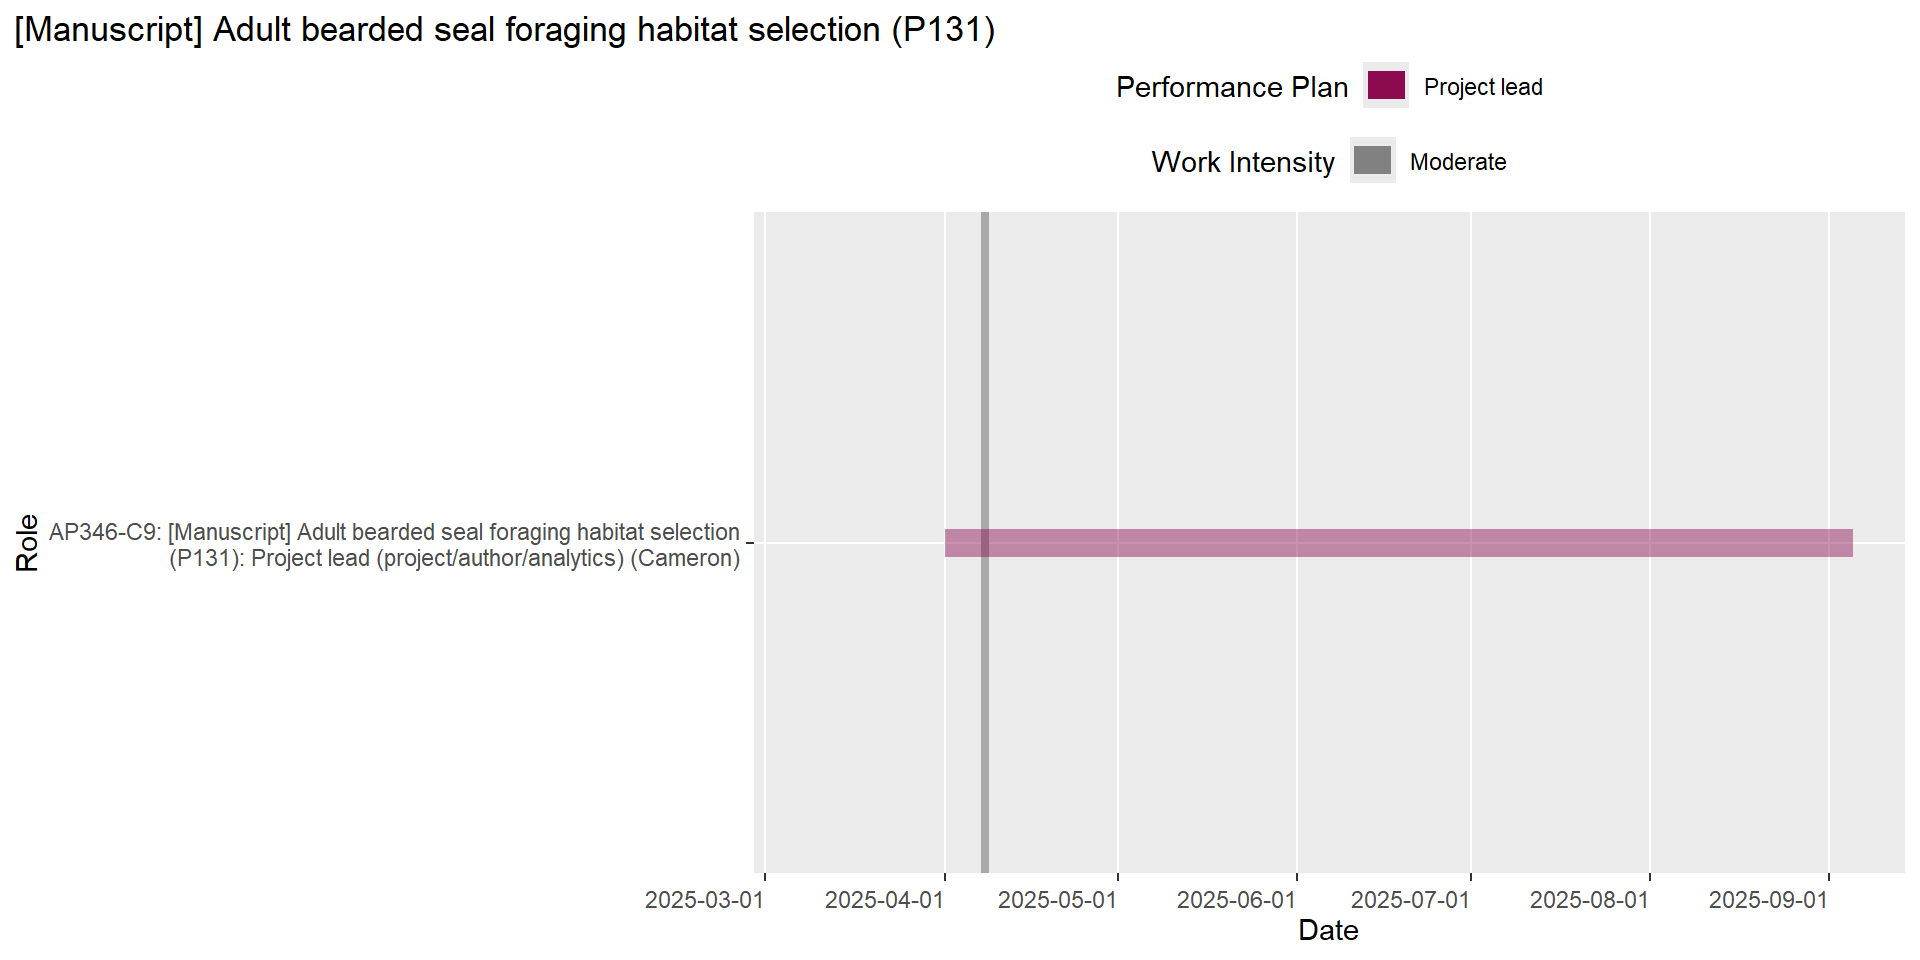 [Manuscript] Adult bearded seal foraging habitat selection (P131)
Performance Plan Project lead
Work Intensity Moderate
Role
AP346-C9: [Manuscript] Adult bearded seal foraging habitat selection
(P131): Project lead (project/author/analytics) (Cameron)
2025-03-01 2025-04-01 2025-05-01 2025-06-01 2025-07-01 2025-08-01 2025-09-01
Date